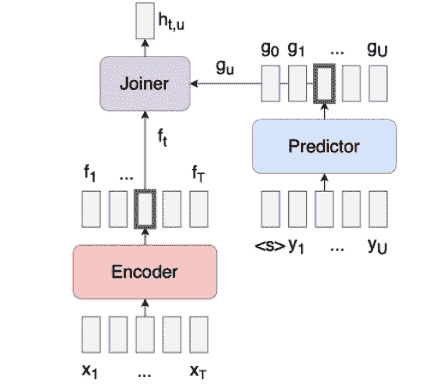 h_{t,u}
g_0 g_1 ... g_U
Joiner
g_u
f_t
Predictor
f_1 ... f_T
<s> y_1 ... y_U
Encoder
x_1 ... x_T